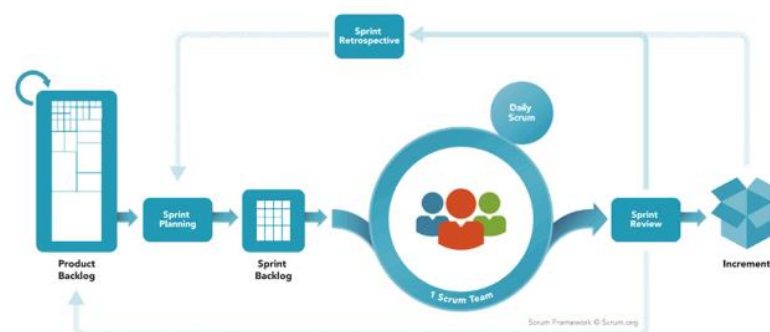 Sprint
Retrospective
Daily
Scrum
Sprint
Planning
Sprint
Review
Product
Backlog
Sprint
Backlog
Increment
1 Scrum Team
Scrum Framework © Scrum.org